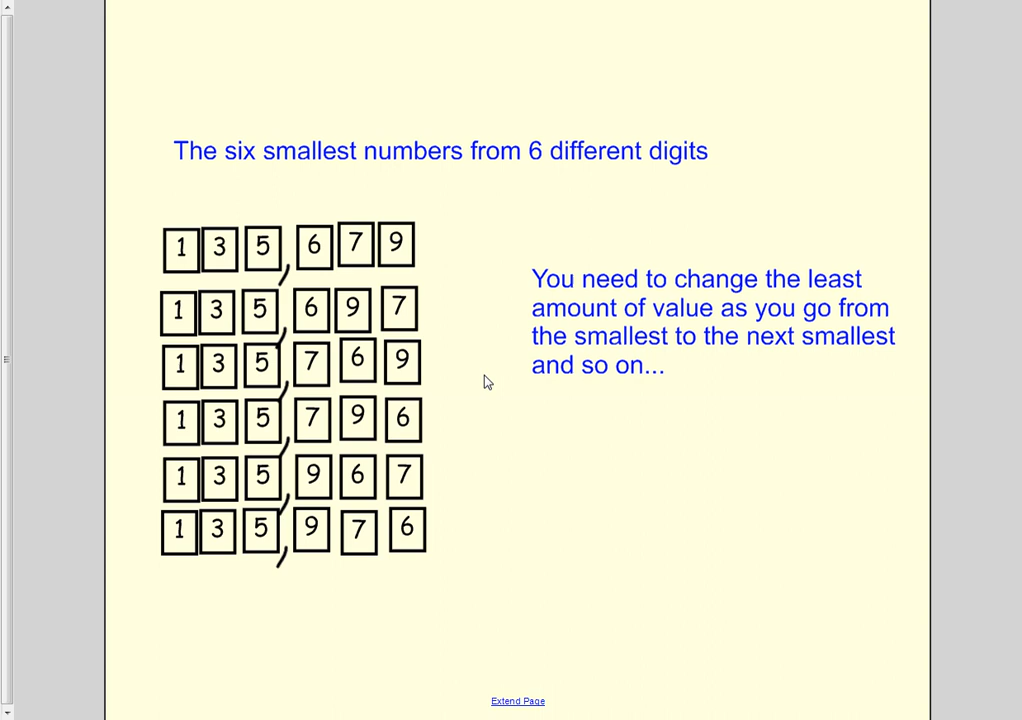 The six smallest numbers from 6 different digits
1 3 5, 6 7 9
1 3 5, 6 9 7
1 3 5, 7 6 9
1 3 5, 7 9 6
1 3 5, 9 6 7
1 3 5, 9 7 6
You need to change the least
amount of value as you go from
the smallest to the next smallest
and so on...
Extend Page